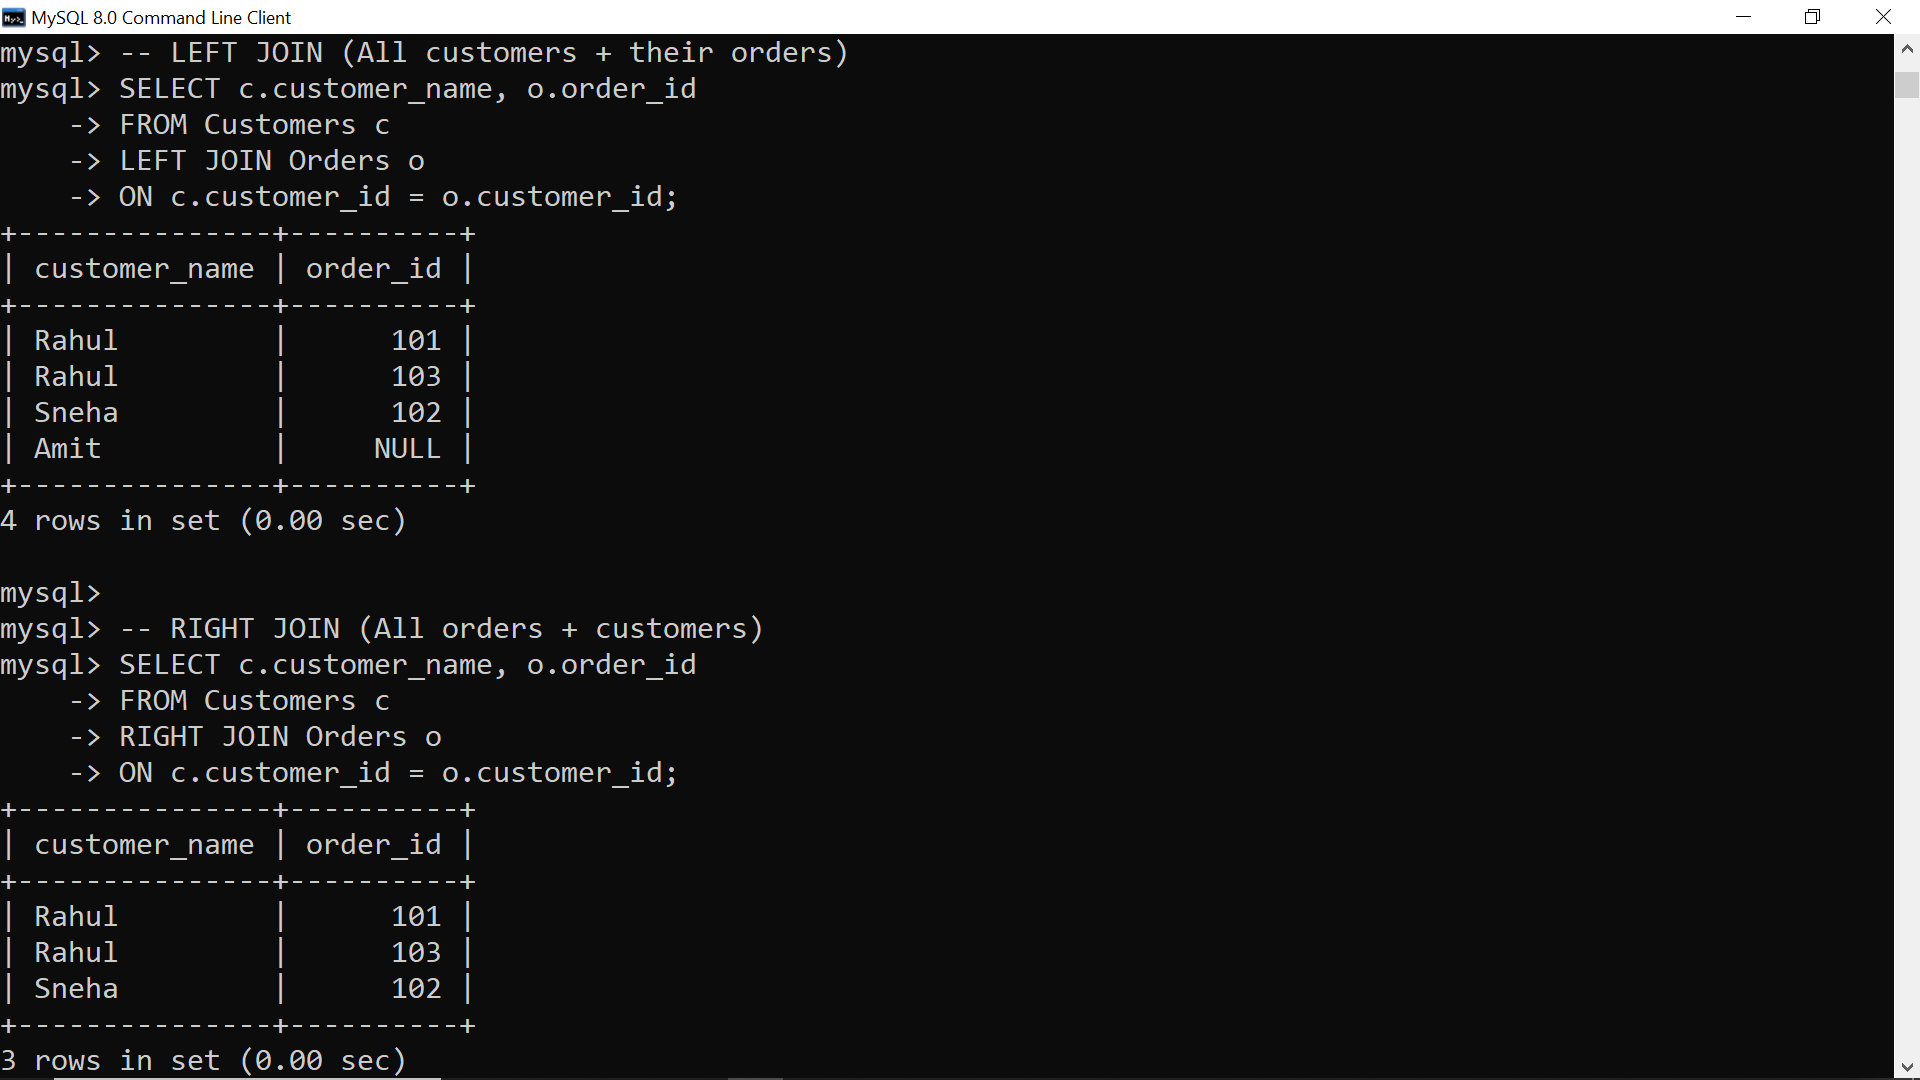 MySQL 8.0 Command Line Client
mysql> -- LEFT JOIN (All customers + their orders)
mysql> SELECT c.customer_name, o.order_id
    -> FROM Customers c
    -> LEFT JOIN Orders o
    -> ON c.customer_id = o.customer_id;
+---------------+----------+
| customer_name | order_id |
+---------------+----------+
| Rahul         |      101 |
| Rahul         |      103 |
| Sneha         |      102 |
| Amit          |     NULL |
+---------------+----------+
4 rows in set (0.00 sec)

mysql>
mysql> -- RIGHT JOIN (All orders + customers)
mysql> SELECT c.customer_name, o.order_id
    -> FROM Customers c
    -> RIGHT JOIN Orders o
    -> ON c.customer_id = o.customer_id;
+---------------+----------+
| customer_name | order_id |
+---------------+----------+
| Rahul         |      101 |
| Rahul         |      103 |
| Sneha         |      102 |
+---------------+----------+
3 rows in set (0.00 sec)